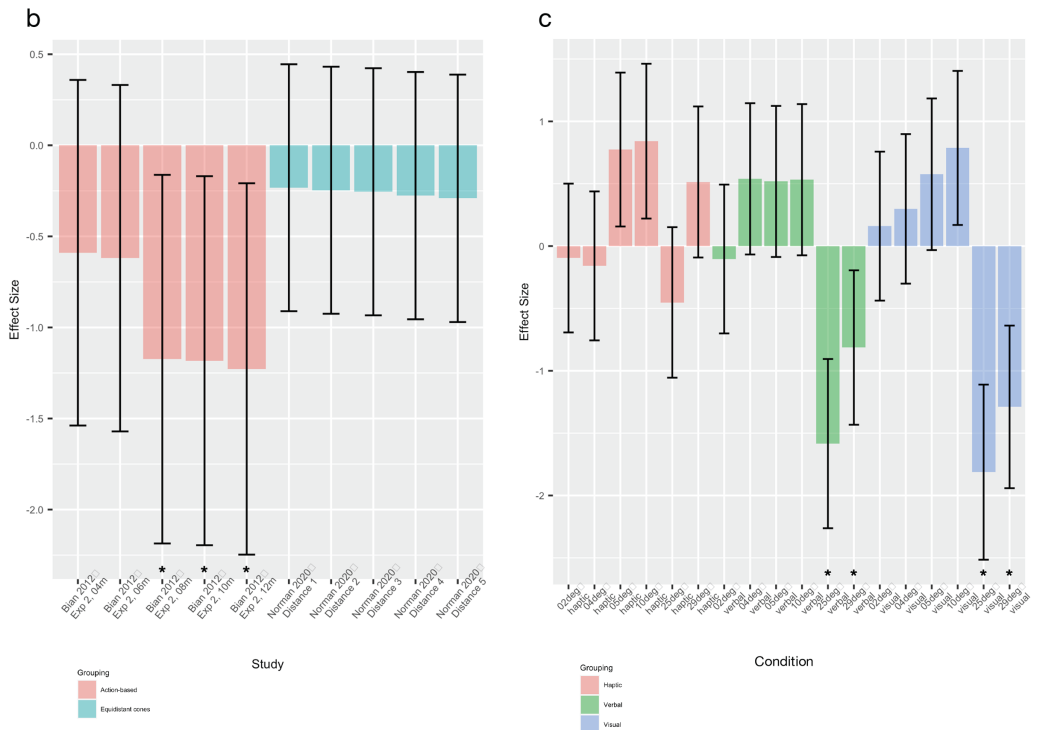 b
c
0.5
0.0
-0.5
-1.0
-1.5
-2.0
Effect Size
* * *
Bian 2012
Exp 2, 04m
Bian 2012
Exp 2, 06m
Bian 2012
Exp 2, 08m
Bian 2012
Exp 2, 10m
Bian 2012
Exp 2, 12m
Norman 2020
Distance 1
Norman 2020
Distance 2
Norman 2020
Distance 3
Norman 2020
Distance 4
Norman 2020
Distance 5
Study
Grouping
Action-based
Equidistant cones
1
0
-1
-2
Effect Size
* * * *
02deg
haptic
04deg
haptic
05deg
haptic
10deg
haptic
25deg
haptic
29deg
haptic
02deg
verbal
04deg
verbal
05deg
verbal
10deg
verbal
25deg
verbal
29deg
verbal
02deg
visual
04deg
visual
05deg
visual
10deg
visual
25deg
visual
29deg
visual
Condition
Grouping
Haptic
Verbal
Visual